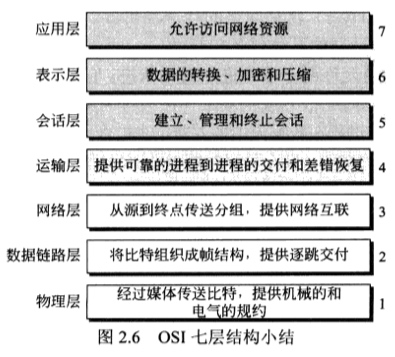 应用层 允许访问网络资源 7
表示层 数据的转换、加密和压缩 6
会话层 建立、管理和终止会话 5
运输层 提供可靠的进程到进程的交付和差错恢复 4
网络层 从源到终点传送分组，提供网络互联 3
数据链路层 将比特组织成帧结构，提供逐跳交付 2
物理层 经过媒体传送比特，提供机械的和 1
电气的规约
图 2.6 OSI 七层结构小结